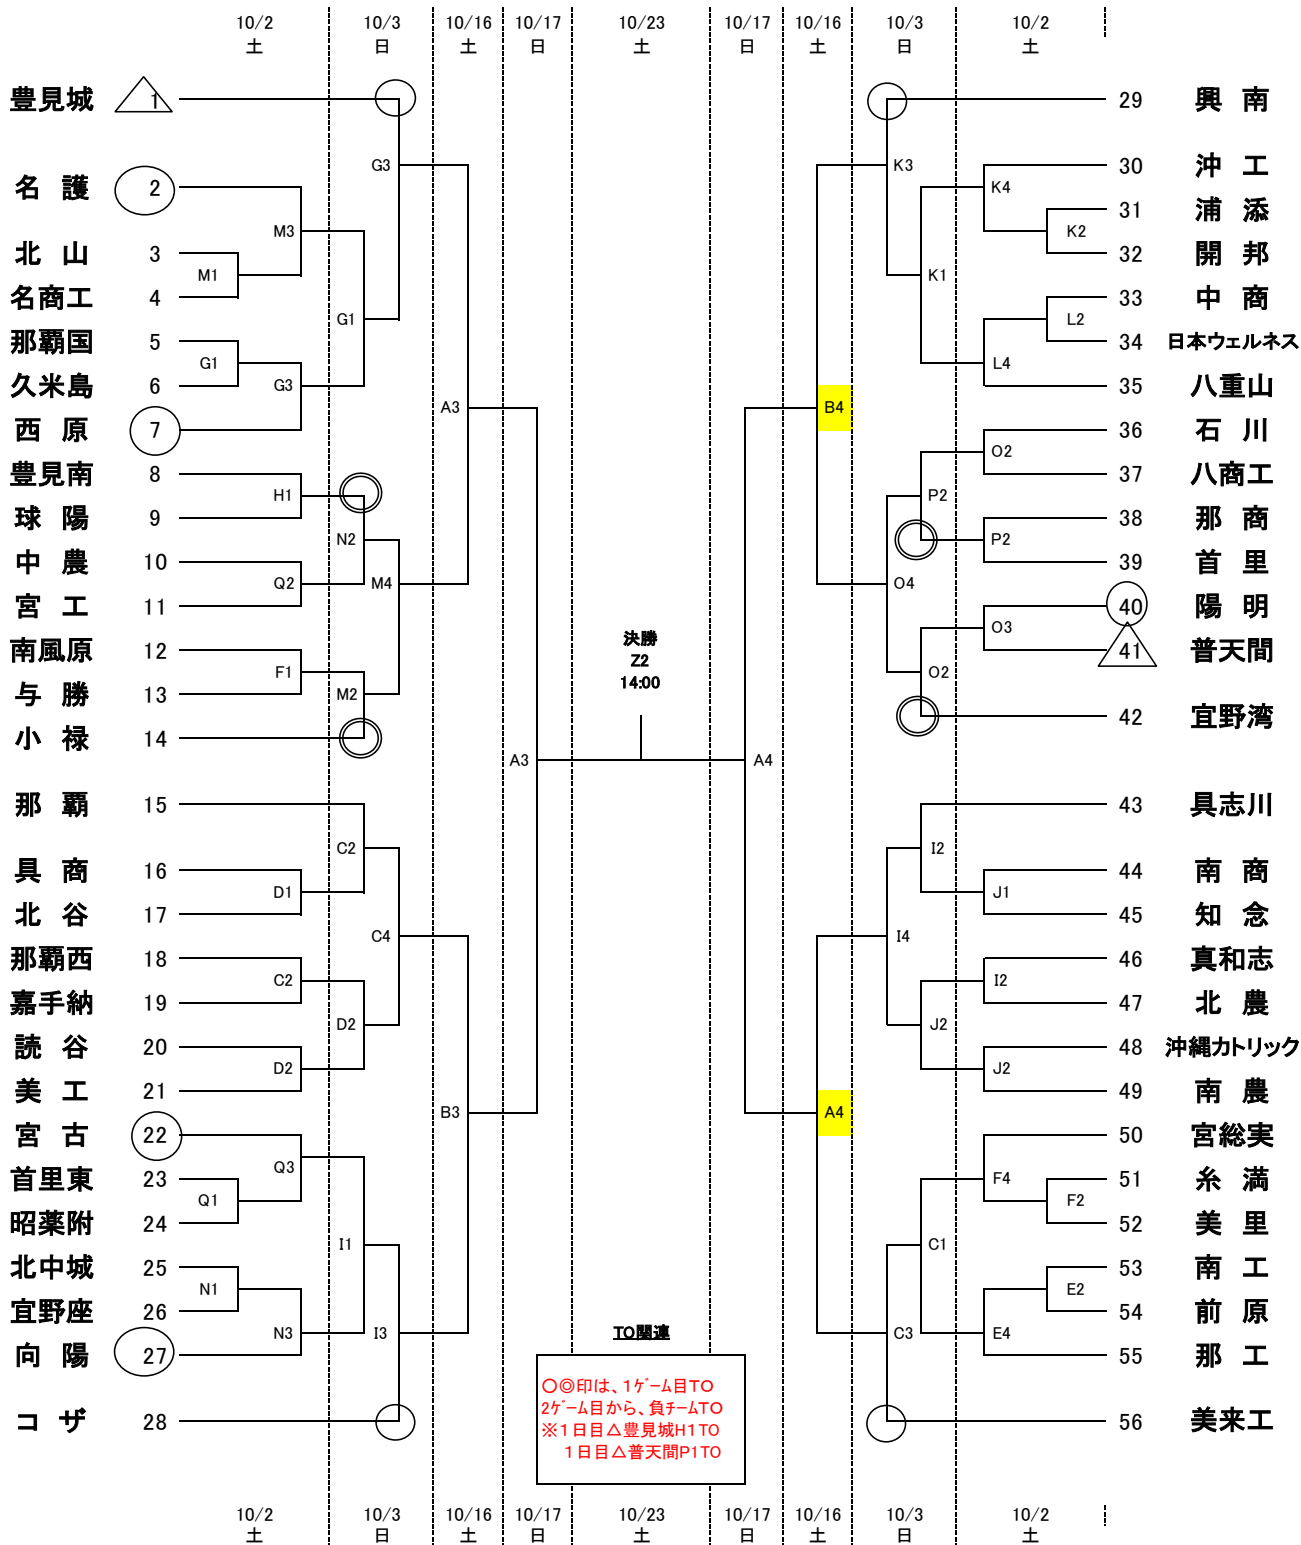 10/2 10/3 10/16 10/17 10/23 10/17 10/16 10/3 10/2
土 日 土 日 土 日 土 日 土
豊見城 1 29 興 南
G3 K3 30 沖 工
名 護 2 K4
31 浦 添
M3 K2
北 山 3 32 開 邦
M1 K1
名商工 4 33 中 商
G1 L2
那覇国 5 34 日本ウェルネス
G1 L4
久米島 6 G3 35 八重山
A3 B4
西 原 7 36 石 川
O2
豊見南 8 37 八商工
H1 P2
球 陽 9 38 那 商
N2 P2
中 農 10 39 首 里
Q2 M4 O4
宮 工 11 40 陽 明
O3
南風原 12 決勝 41 普天間
F1 Z2 O2
与 勝 13 M2 14:00
42 宜野湾
小 禄 14
A3 A4
那 覇 15 43 具志川
C2 I2
具 商 16 44 南 商
D1 J1
北 谷 17 45 知 念
C4 I4
那覇西 18 46 真和志
C2 I2
嘉手納 19 47 北 農
D2 J2
読 谷 20 48 沖縄カトリック
D2 J2
美 工 21 49 南 農
B3 A4
宮 古 22 50 宮総実
Q3
首里東 23 F4 51 糸 満
Q1 F2
昭薬附 24 52 美 里
I1 C1
北中城 25 53 南 工
N1 E2
宜野座 26 54 前 原
N3 I3 TO関連 C3 E4
向 陽 27 55 那 工
○◎印は、1ゲーム目TO
2ゲーム目から、負チームTO
コ ザ 28 56 美来工
※1日目△豊見城H1TO
1日目△普天間P1TO
10/2 10/3 10/16 10/17 10/23 10/17 10/16 10/3 10/2
土 日 土 日 土 日 土 日 土